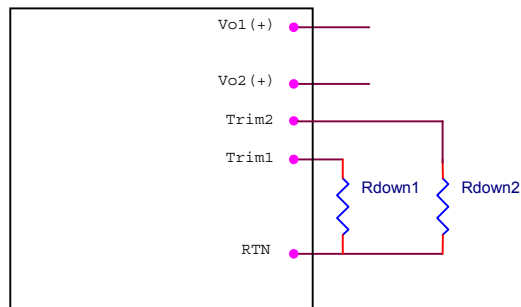 Vo1(+)
Vo2(+)
Trim2
Trim1
Rdown1
Rdown2
RTN